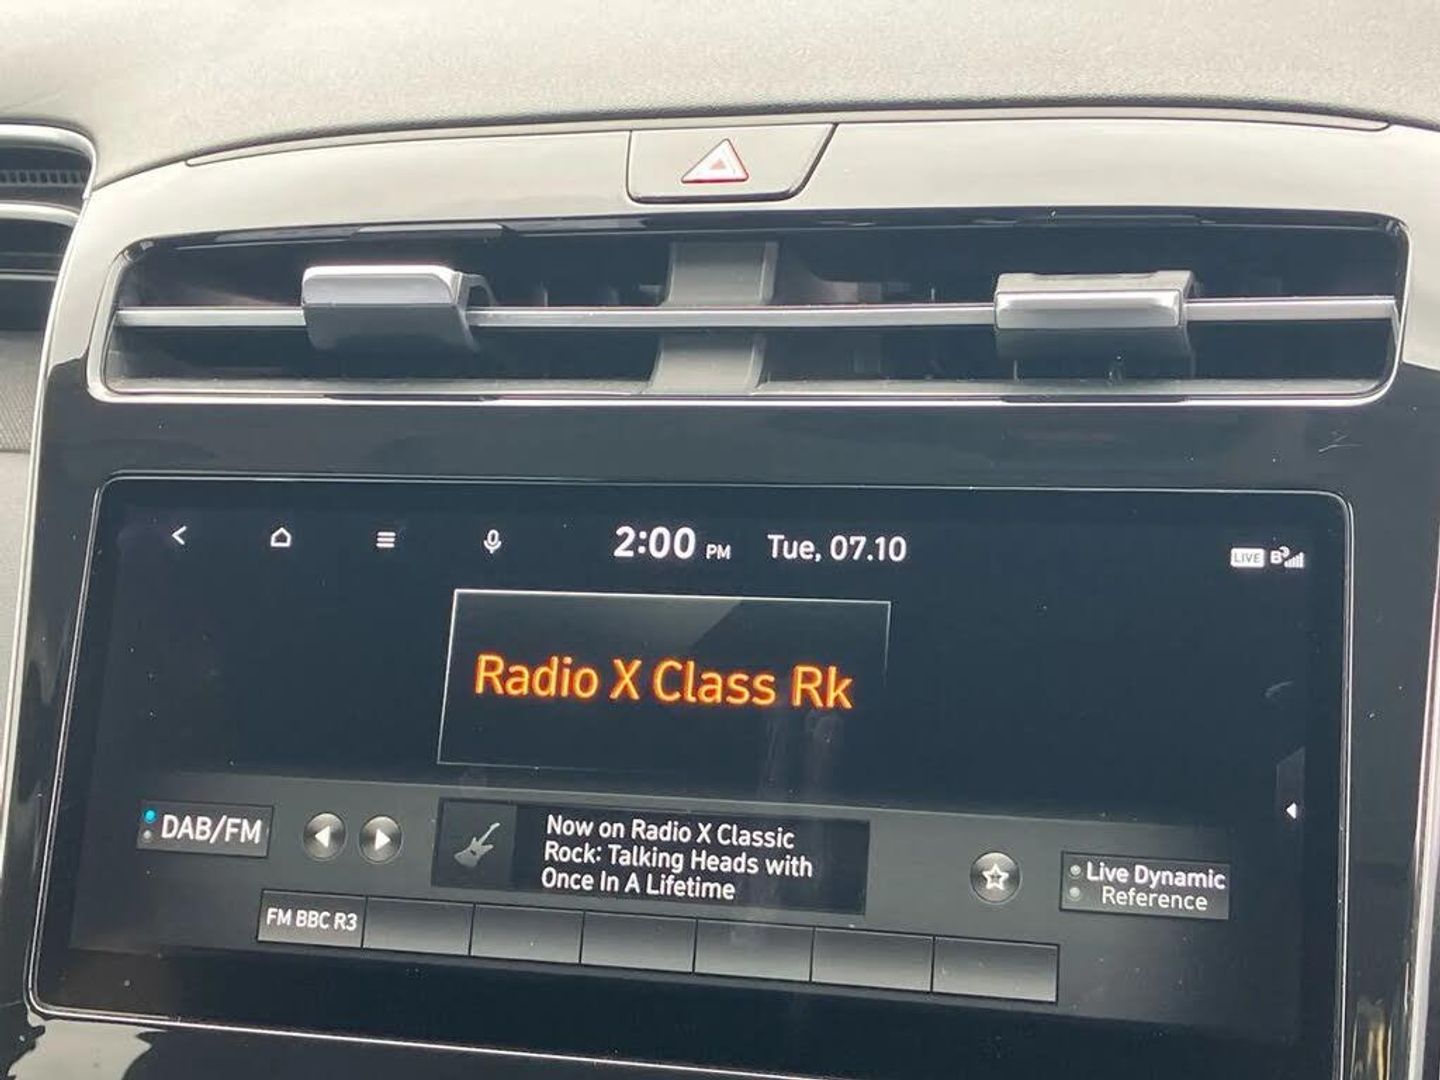 2:00 PM Tue, 07.10
LIVE B
Radio X Class Rk
DAB/FM
Now on Radio X Classic
Rock: Talking Heads with
Once In A Lifetime
Live Dynamic
Reference
FM BBC R3